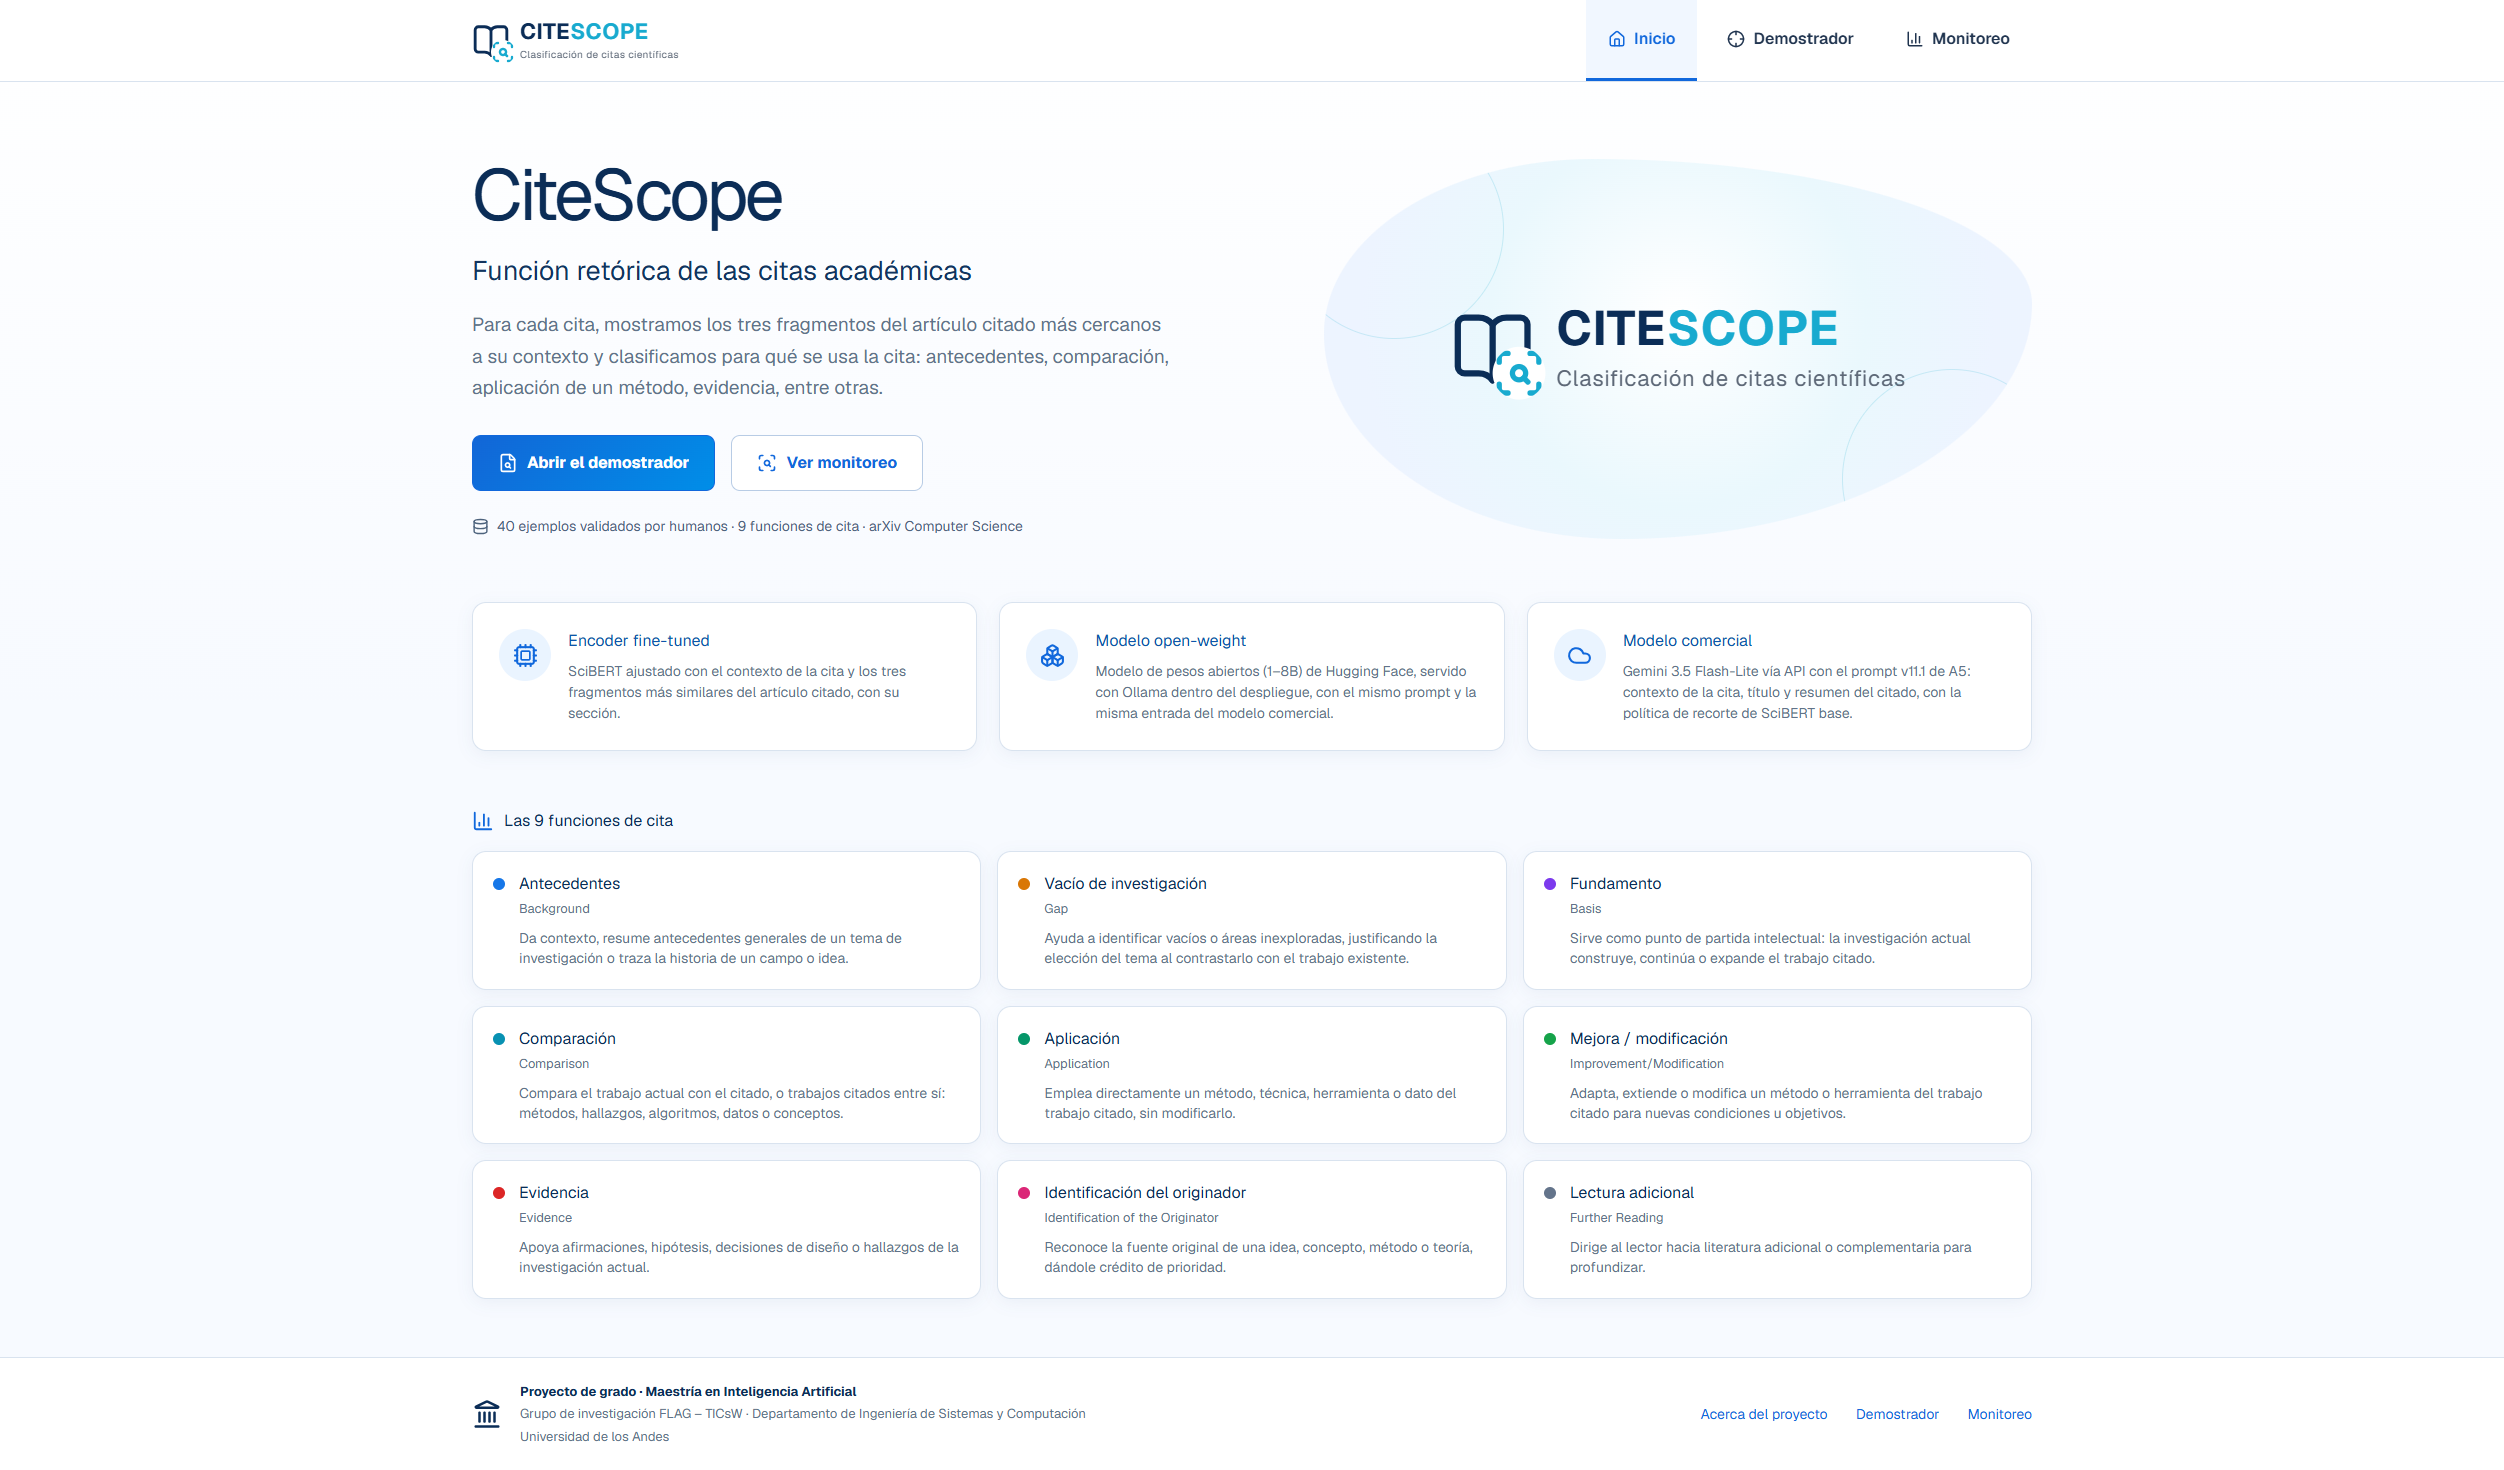 CITESCOPE
Clasificación de citas científicas
Inicio
Demostrador
Monitoreo
CiteScope
Función retórica de las citas académicas
Para cada cita, mostramos los tres fragmentos del artículo citado más cercanos
a su contexto y clasificamos para qué se usa la cita: antecedentes, comparación,
aplicación de un método, evidencia, entre otras.
Abrir el demostrador
Ver monitoreo
40 ejemplos validados por humanos · 9 funciones de cita · arXiv Computer Science
CITESCOPE
Clasificación de citas científicas
Encoder fine-tuned
SciBERT ajustado con el contexto de la cita y los tres
fragmentos más similares del artículo citado, con su
sección.
Modelo open-weight
Modelo de pesos abiertos (1–8B) de Hugging Face, servido
con Ollama dentro del despliegue, con el mismo prompt y la
misma entrada del modelo comercial.
Modelo comercial
Gemini 3.5 Flash-Lite vía API con el prompt v11.1 de A5:
contexto de la cita, título y resumen del citado, con la
política de recorte de SciBERT base.
Las 9 funciones de cita
Antecedentes
Background
Da contexto, resume antecedentes generales de un tema de
investigación o traza la historia de un campo o idea.
Vacío de investigación
Gap
Ayuda a identificar vacíos o áreas inexploradas, justificando la
elección del tema al contrastarlo con el trabajo existente.
Fundamento
Basis
Sirve como punto de partida intelectual: la investigación actual
construye, continúa o expande el trabajo citado.
Comparación
Comparison
Compara el trabajo actual con el citado, o trabajos citados entre sí:
métodos, hallazgos, algoritmos, datos o conceptos.
Aplicación
Application
Emplea directamente un método, técnica, herramienta o dato del
trabajo citado, sin modificarlo.
Mejora / modificación
Improvement/Modification
Adapta, extiende o modifica un método o herramienta del trabajo
citado para nuevas condiciones u objetivos.
Evidencia
Evidence
Apoya afirmaciones, hipótesis, decisiones de diseño o hallazgos de la
investigación actual.
Identificación del originador
Identification of the Originator
Reconoce la fuente original de una idea, concepto, método o teoría,
dándole crédito de prioridad.
Lectura adicional
Further Reading
Dirige al lector hacia literatura adicional o complementaria para
profundizar.
Proyecto de grado · Maestría en Inteligencia Artificial
Grupo de investigación FLAG – TICsW · Departamento de Ingeniería de Sistemas y Computación
Universidad de los Andes
Acerca del proyecto
Demostrador
Monitoreo